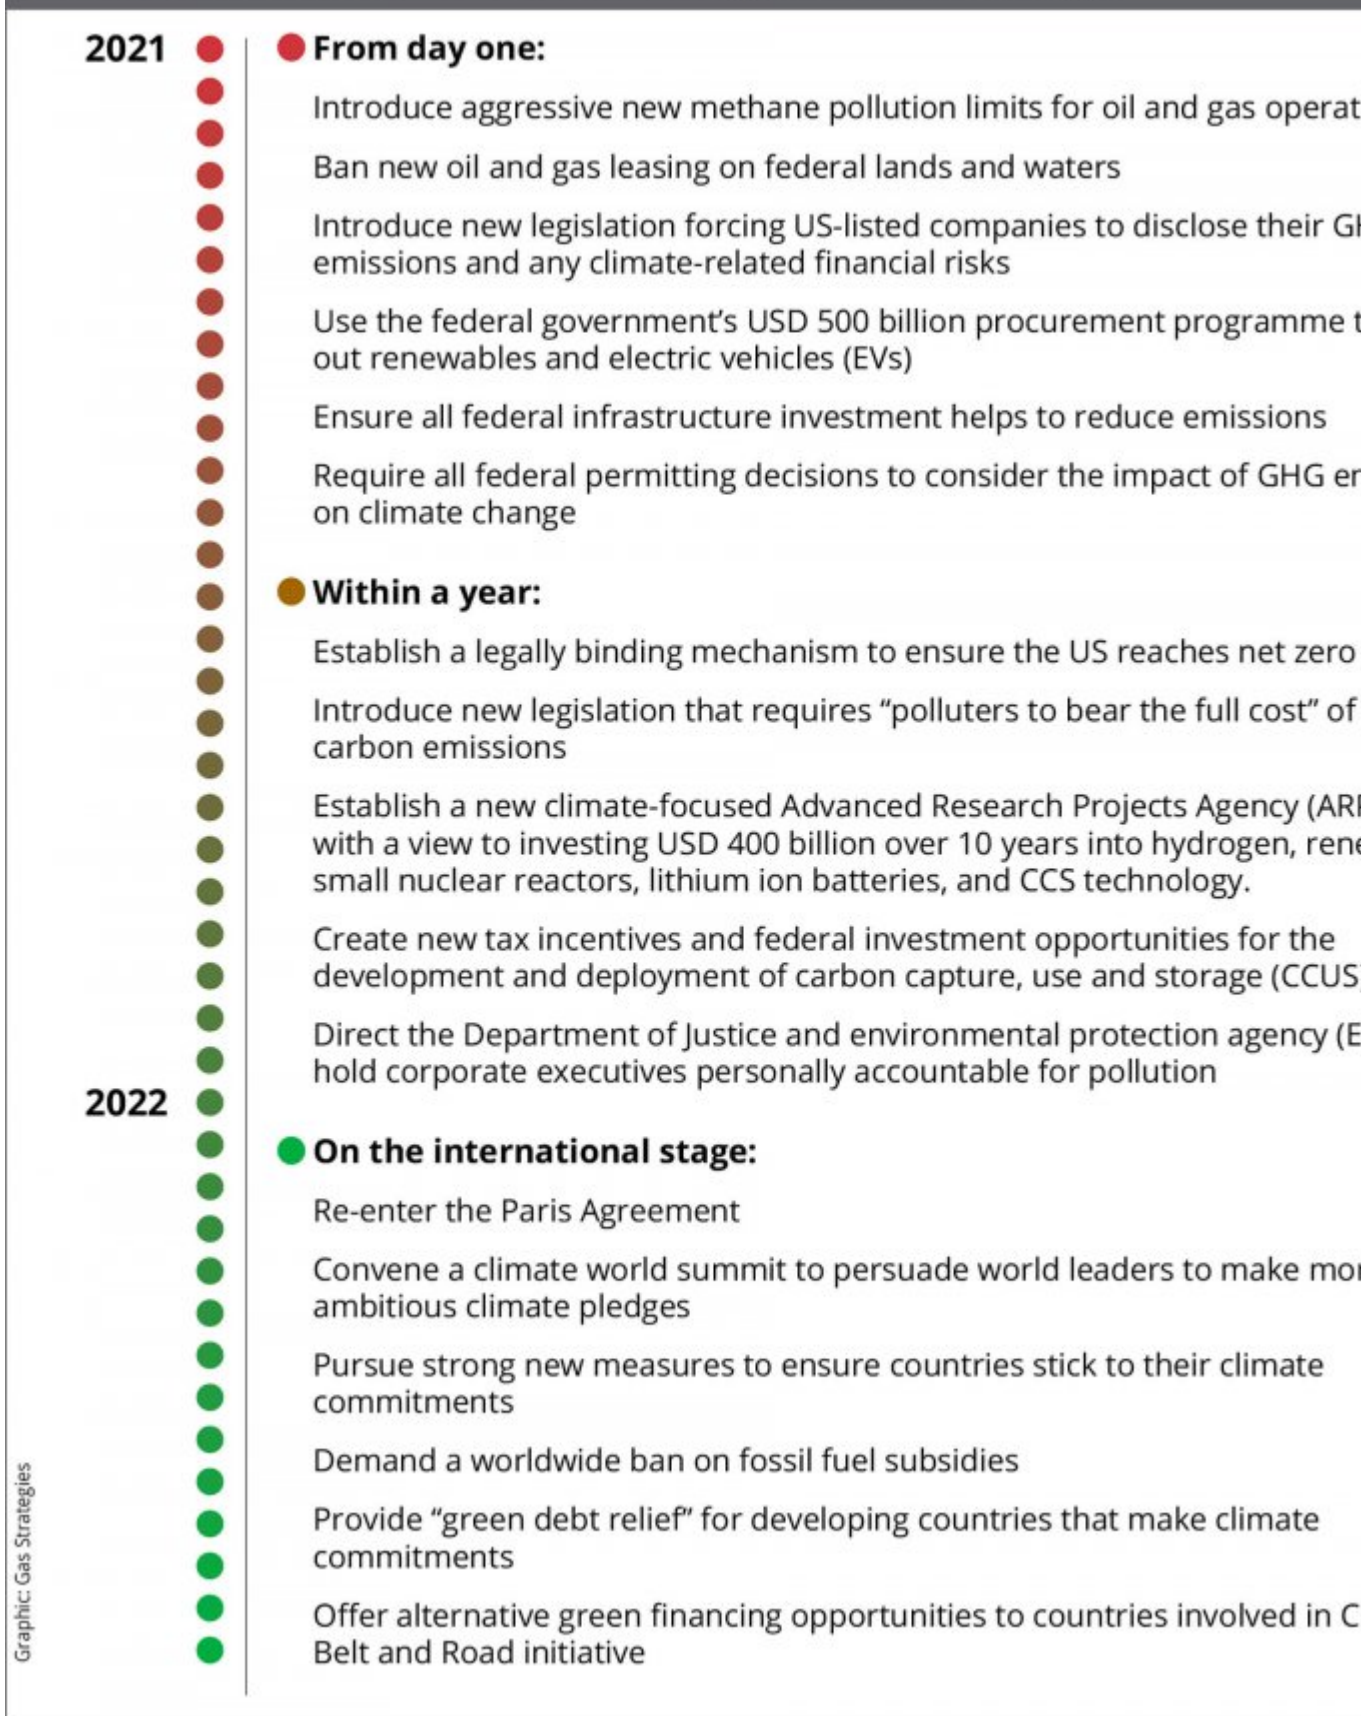 2021
From day one:
Introduce aggressive new methane pollution limits for oil and gas
Ban new oil and gas leasing on federal lands and waters
Introduce new legislation forcing US-listed companies to disclose their
emissions and any climate-related financial risks
Use the federal government’s USD 500 billion procurement programme
out renewables and electric vehicles (EVs)
Ensure all federal infrastructure investment helps to reduce emissions
Require all federal permitting decisions to consider the impact of GHG
on climate change
Within a year:
Establish a legally binding mechanism to ensure the US reaches net zero
Introduce new legislation that requires “polluters to bear the full cost” of
carbon emissions
Establish a new climate-focused Advanced Research Projects Agency
with a view to investing USD 400 billion over 10 years into hydrogen,
small nuclear reactors, lithium ion batteries, and CCS technology.
Create new tax incentives and federal investment opportunities for the
development and deployment of carbon capture, use and storage (CCUS)
Direct the Department of Justice and environmental protection agency
hold corporate executives personally accountable for pollution
2022
On the international stage:
Re-enter the Paris Agreement
Convene a climate world summit to persuade world leaders to make
ambitious climate pledges
Pursue strong new measures to ensure countries stick to their climate
commitments
Demand a worldwide ban on fossil fuel subsidies
Provide “green debt relief” for developing countries that make climate
commitments
Offer alternative green financing opportunities to countries involved in
Belt and Road initiative
Graphic: Gas Strategies